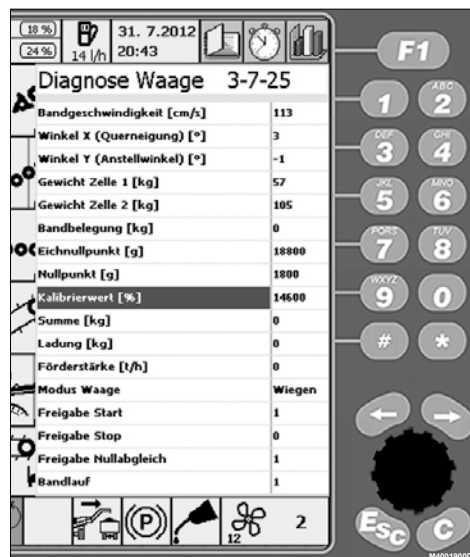 18 %
24 %
14 l/h
31. 7.2012
20:43
Diagnose Waage 3-7-25
Bandgeschwindigkeit [cm/s] 113
Winkel X (Querneigung) [°] 3
Winkel Y (Anstellwinkel) [°] -1
Gewicht Zelle 1 [kg] 57
Gewicht Zelle 2 [kg] 105
Bandbelegung [kg] 0
Eichnullpunkt [g] 18800
Nullpunkt [g] 1800
Kalibrierwert [%] 14600
Summe [kg] 0
Ladung [kg] 0
Förderstärke [t/h] 0
Modus Waage Wiegen
Freigabe Start 1
Freigabe Stop 0
Freigabe Nullabgleich 1
Bandlauf 1
(P)
12
2
F1
1
ABC 2
DEF 3
GHI 4
JKL 5
MNO 6
PQRS 7
TUV 8
WXYZ 9
0
#
*
Esc
C